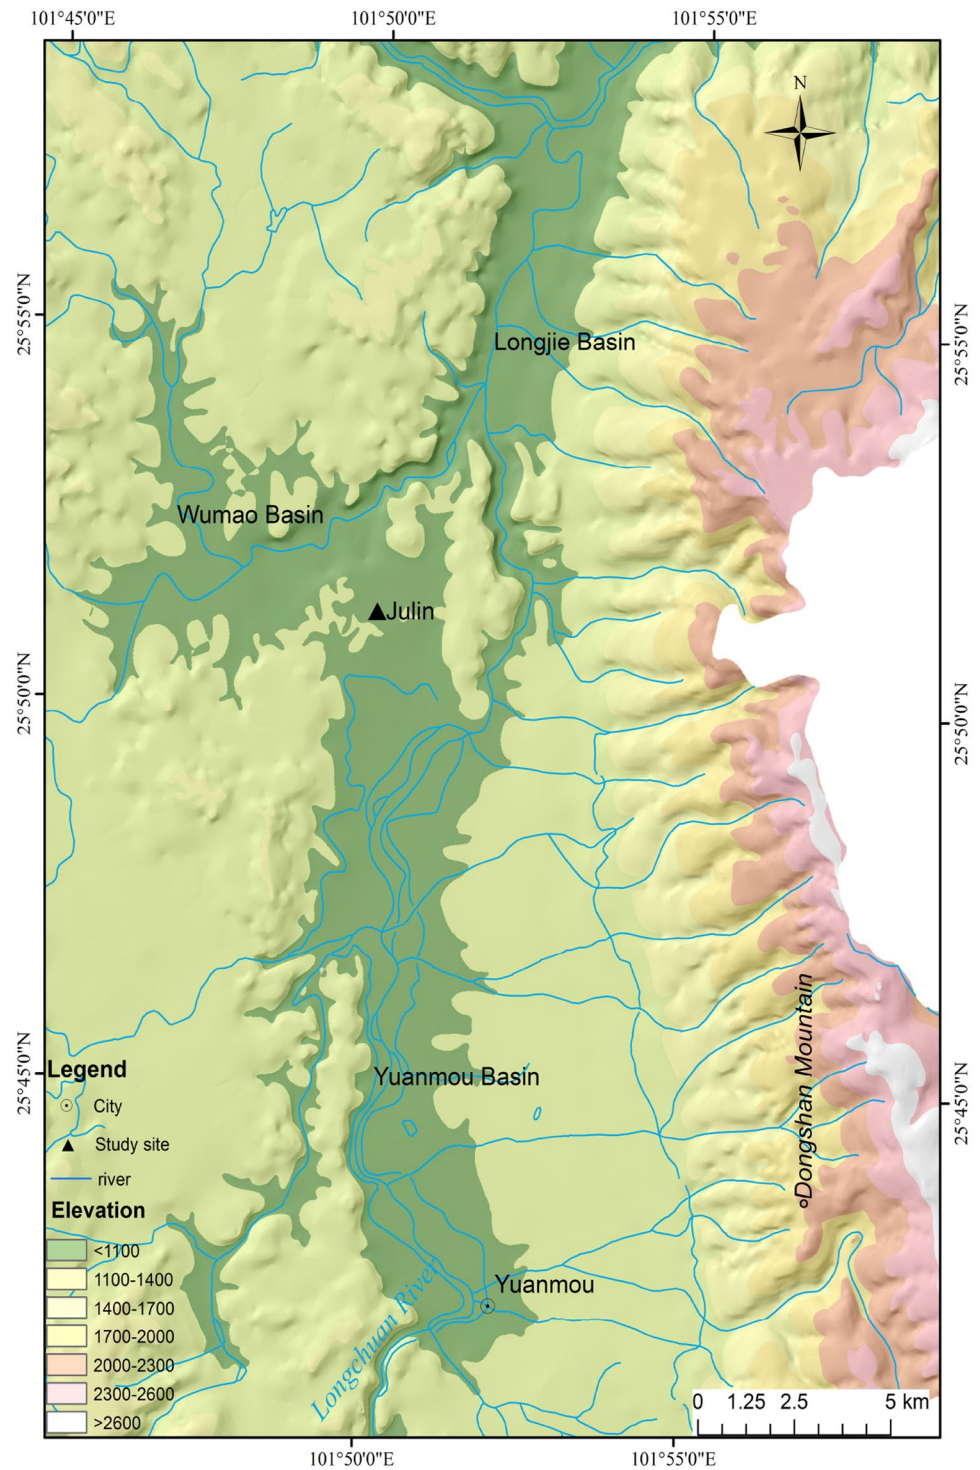 101°45'0"E 101°50'0"E 101°55'0"E
N
25°55'0"N
25°55'0"N
Longjie Basin
Wumao Basin
Julin
25°50'0"N
25°50'0"N
Dongshan Mountain
25°45'0"N
25°45'0"N
Yuanmou Basin
Legend
City
Study site
river
Elevation
<1100
1100-1400
1400-1700
1700-2000
2000-2300
2300-2600
>2600
Yuanmou
Longchuan River
0 1.25 2.5 5 km
101°50'0"E 101°55'0"E